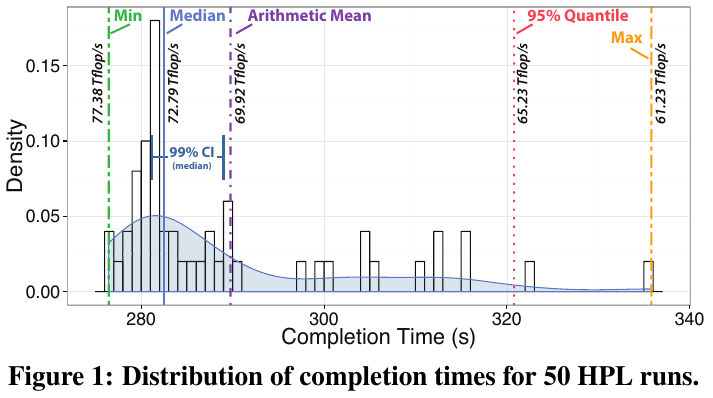 Min
Median
Arithmetic Mean
95% Quantile
Max
77.38 Tflop/s
72.79 Tflop/s
69.92 Tflop/s
65.23 Tflop/s
61.23 Tflop/s
99% CI
(median)
Density
0.15
0.10
0.05
0.00
280
300
320
340
Completion Time (s)
Figure 1: Distribution of completion times for 50 HPL runs.